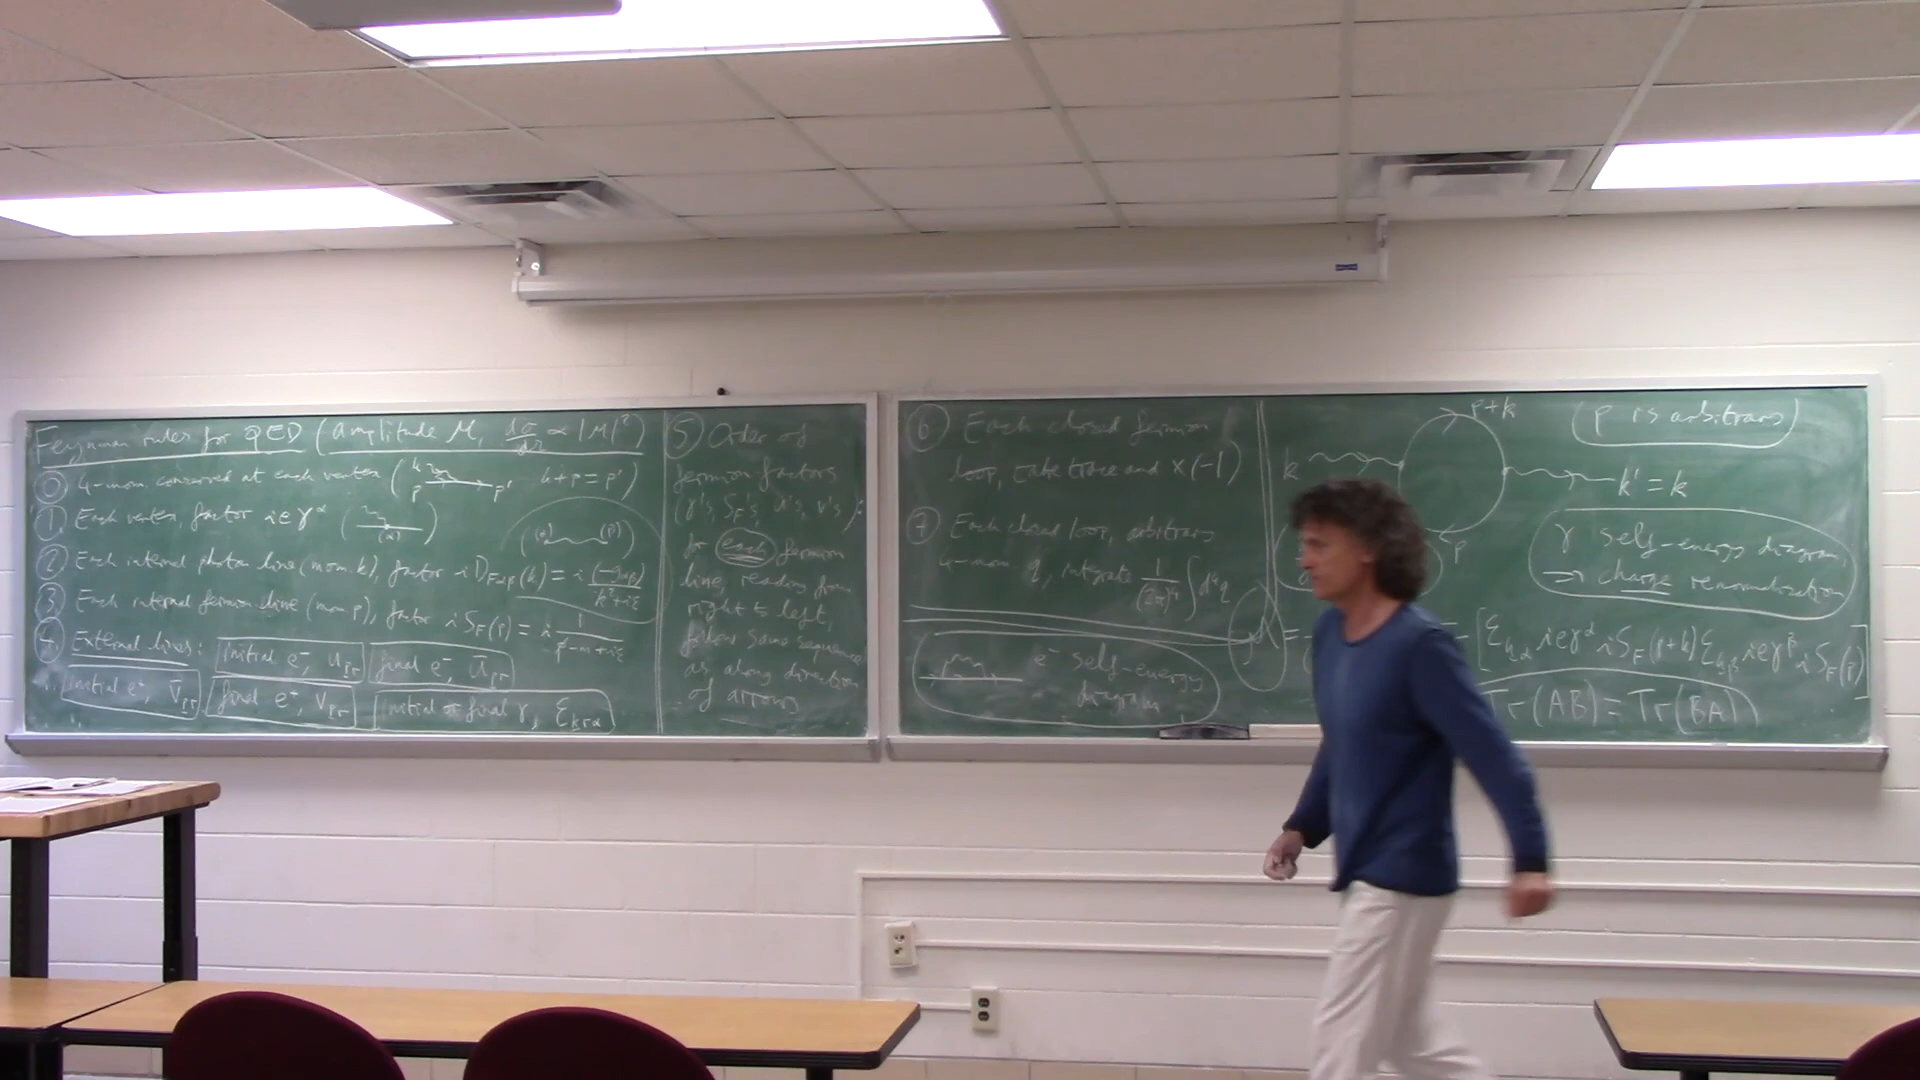 Feynman rules for QED (amplitude M, dσ/dΩ ∝ |M|²)
⓪ 4-mom. conserved at each vertex (k p p' k+p=p')
① Each vertex, factor ieγ^α ((α))
② Each internal photon line (mom. k), factor iD_Fαβ(k) = i (-g_αβ)/(k²+iε) ((α) (β))
③ Each internal fermion line (mom p), factor iS_F(p) = i 1/(p̸-m+iε)
④ External lines: initial e⁻, u_pr final e⁻, ū_pr
initial e⁺, v̄_pr final e⁺, v_pr initial or final γ, ε_krα
⑤ Order of
fermion factors
(γ's, S_F's, u's, v's):
for each fermion
line, reading from
right to left,
follow same sequence
as along direction
of arrows
⑥ Each closed fermion
loop, take trace and ×(-1)
⑦ Each closed loop, arbitrary
4-mom. q, integrate 1/(2π)⁴ ∫d⁴q
e⁻ self-energy
diagram
p+k
(p is arbitrary)
k
k'=k
p
γ self-energy diagram
→ charge renormalization
= -[ε_kα ieγ^α iS_F(p+k) ε_kβ ieγ^β iS_F(p)]
Tr(AB)=Tr(BA)